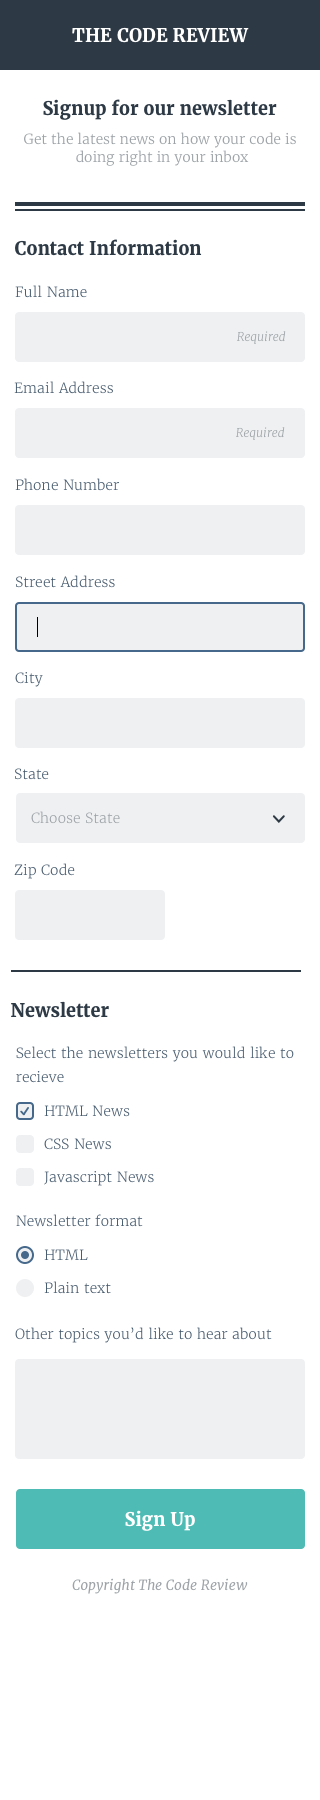 THE CODE REVIEW
Signup for our newsletter
Get the latest news on how your code is
doing right in your inbox
Contact Information
Full Name
Required
Email Address
Required
Phone Number
Street Address
City
State
Choose State
Zip Code
Newsletter
Select the newsletters you would like to
recieve
HTML News
CSS News
Javascript News
Newsletter format
HTML
Plain text
Other topics you’d like to hear about
Sign Up
Copyright The Code Review